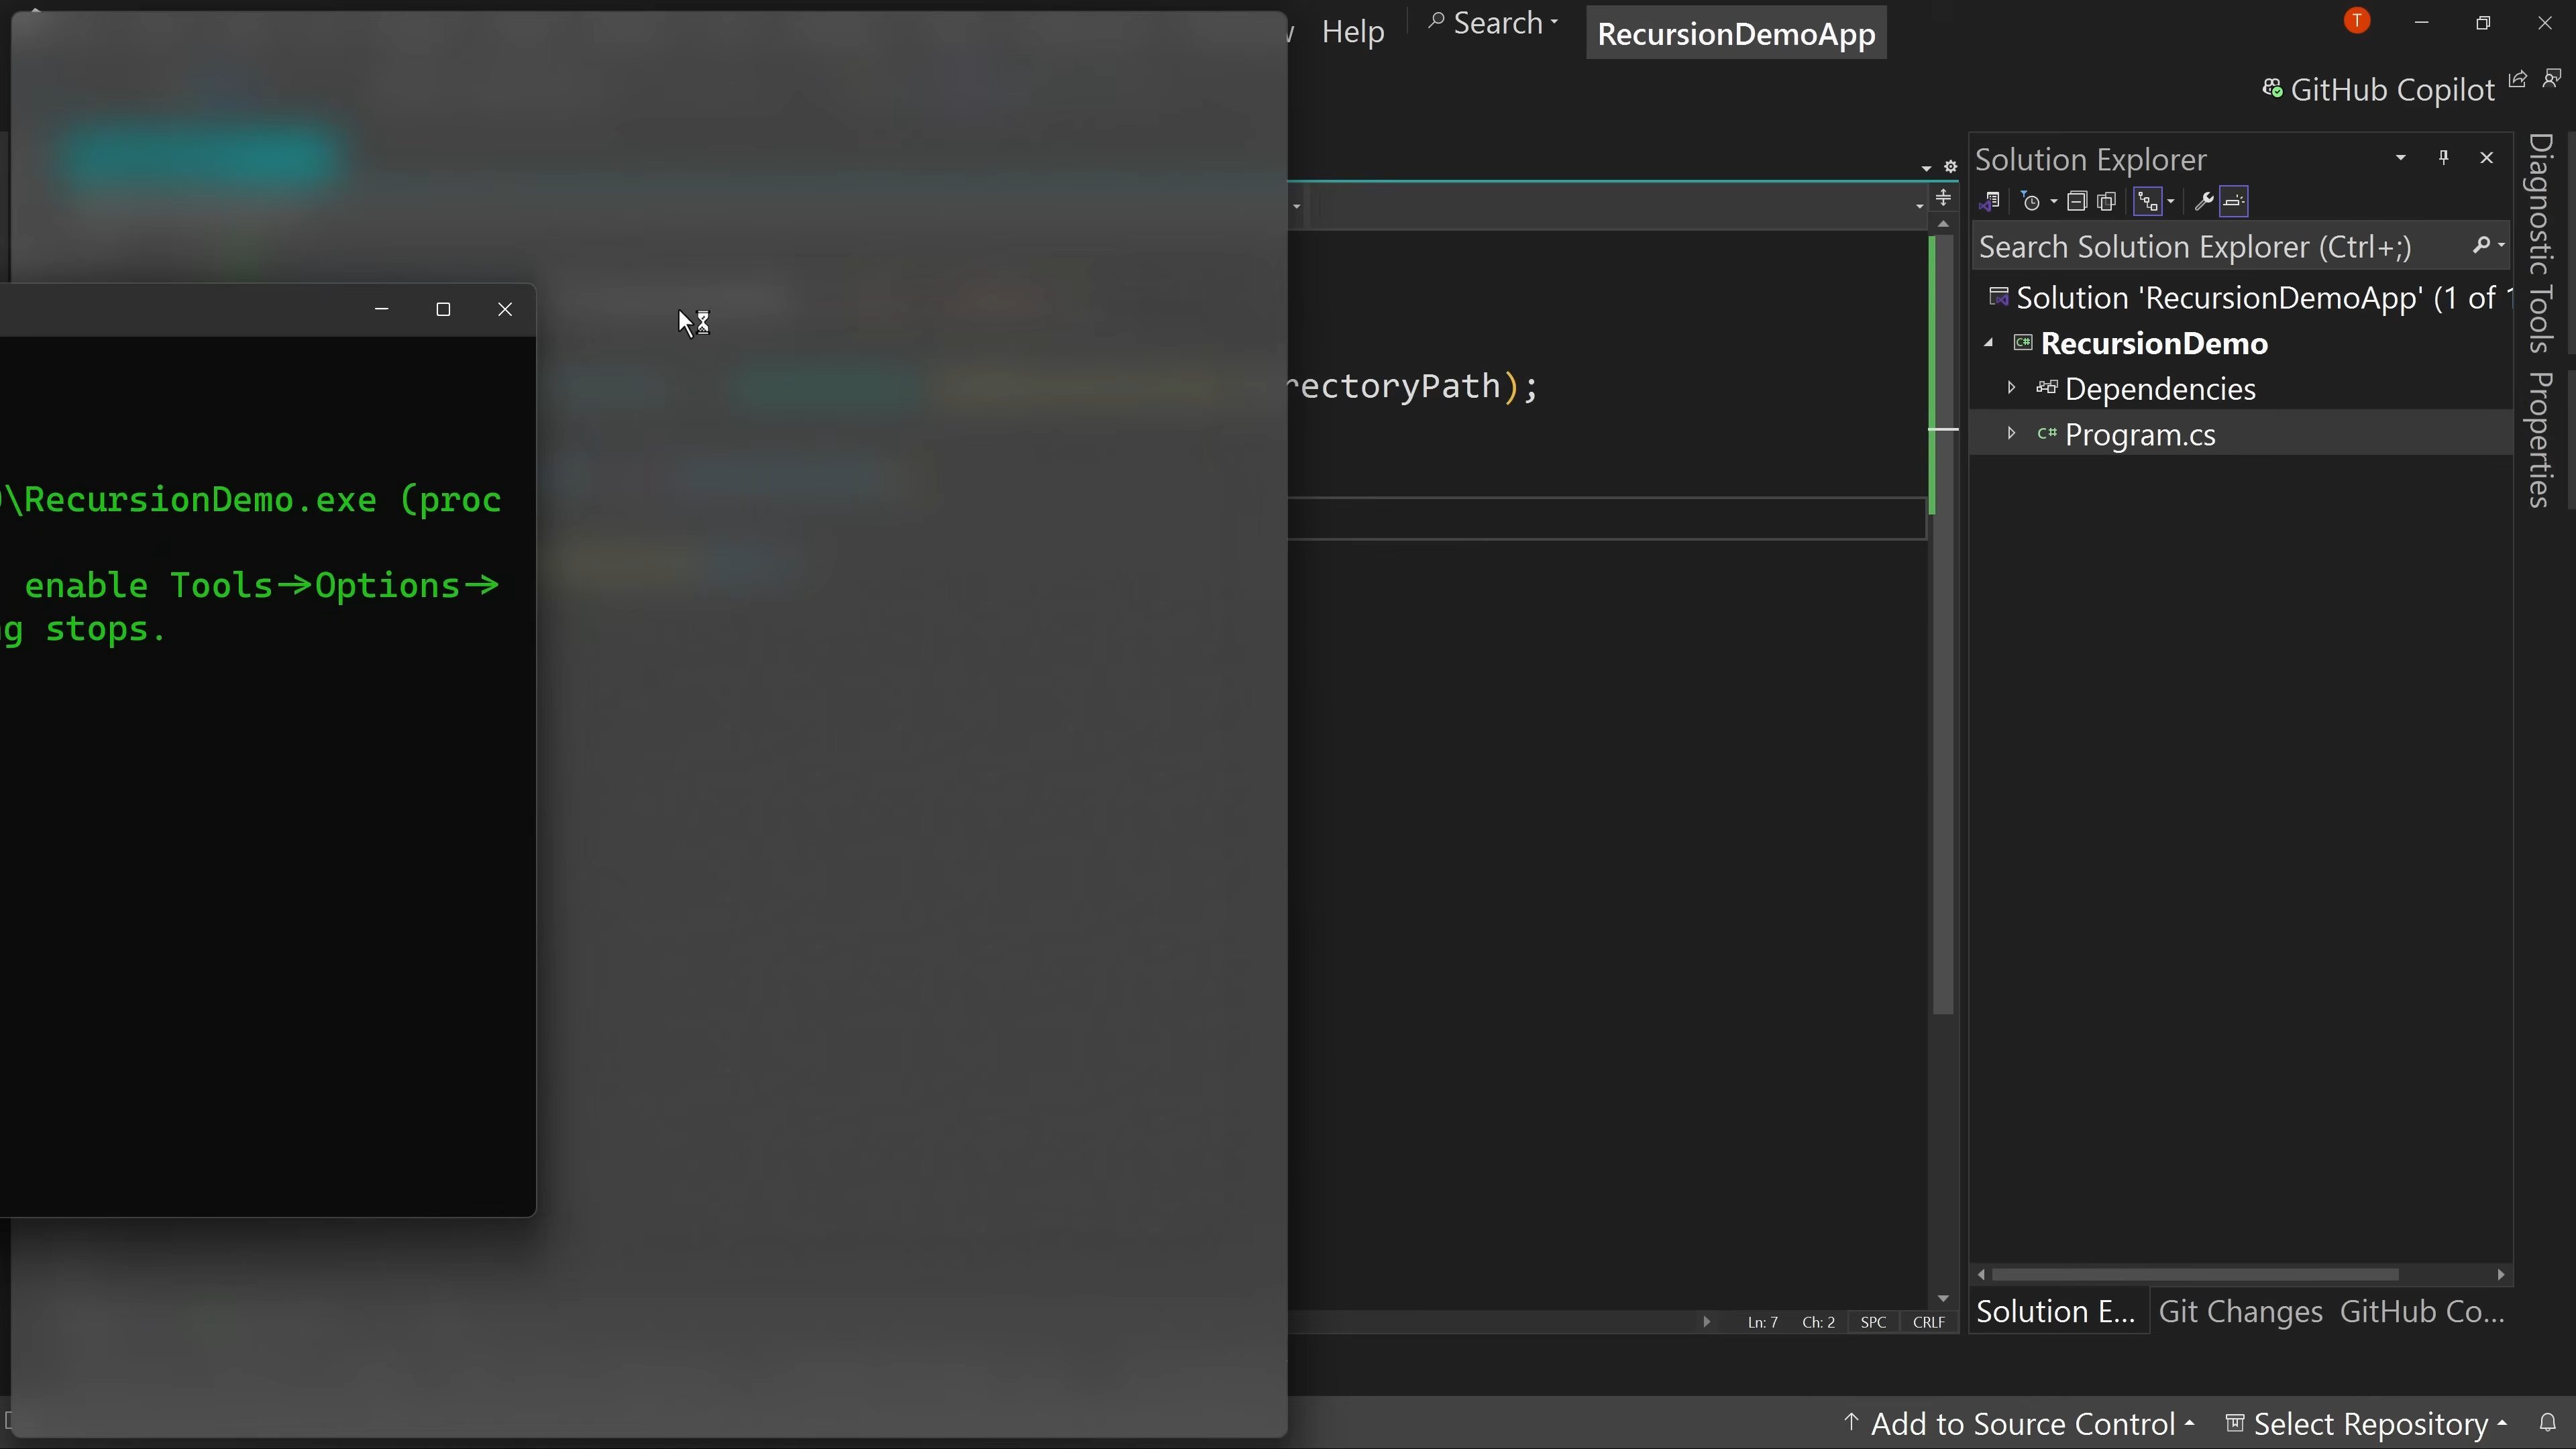 Help
Search
RecursionDemoApp
T
GitHub Copilot
Solution Explorer
Search Solution Explorer (Ctrl+;)
Solution 'RecursionDemoApp' (1 of
C# RecursionDemo
Dependencies
C# Program.cs
Diagnostic Tools
Properties
rectoryPath);
\RecursionDemo.exe (proc
enable Tools→Options→
g stops.
Ln: 7 Ch: 2 SPC CRLF
Solution E... Git Changes GitHub Co...
Add to Source Control Select Repository